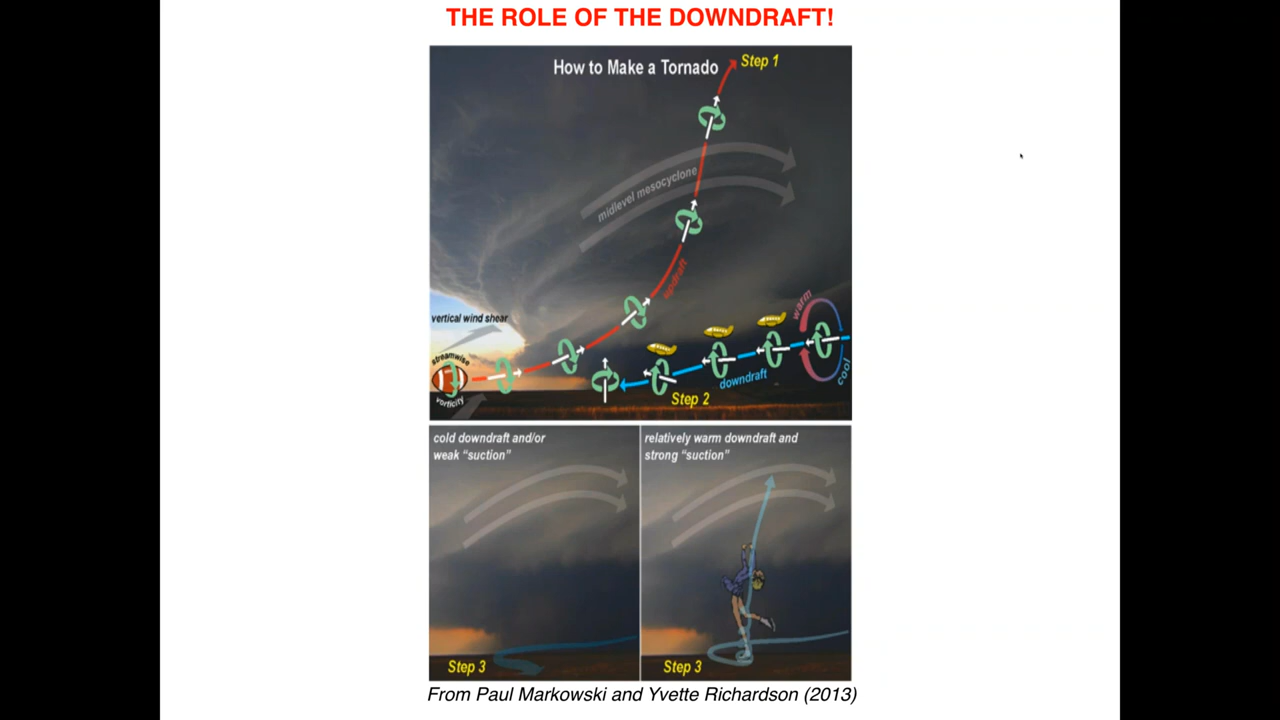 THE ROLE OF THE DOWNDRAFT!
How to Make a Tornado
Step 1
midlevel mesocyclone
updraft
vertical wind shear
streamwise
vorticity
warm
cool
downdraft
Step 2
cold downdraft and/or
weak “suction”
relatively warm downdraft and
strong “suction”
Step 3
Step 3
From Paul Markowski and Yvette Richardson (2013)